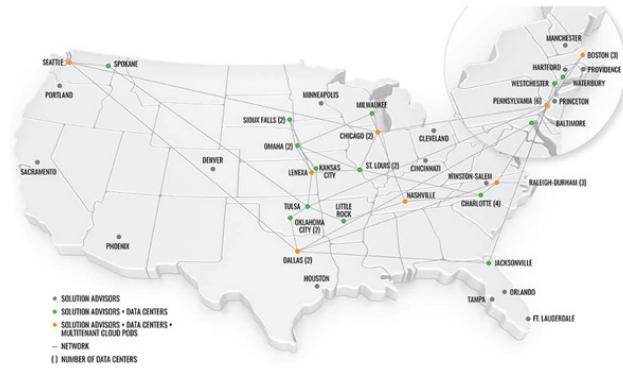 MANCHESTER
BOSTON (3)
HARTFORD
PROVIDENCE
WESTCHESTER
WATERBURY
PENNSYLVANIA (6)
PRINCETON
BALTIMORE
SEATTLE
SPOKANE
PORTLAND
MINNEAPOLIS
MILWAUKEE
SIOUX FALLS (2)
CHICAGO (2)
CLEVELAND
OMAHA (2)
DENVER
LENEXA
KANSAS
CITY
ST. LOUIS (2)
CINCINNATI
SACRAMENTO
WINSTON-SALEM
RALEIGH-DURHAM (3)
NASHVILLE
CHARLOTTE (4)
TULSA
LITTLE
ROCK
OKLAHOMA
CITY (2)
PHOENIX
DALLAS (2)
JACKSONVILLE
HOUSTON
ORLANDO
TAMPA
FT. LAUDERDALE
SOLUTION ADVISORS
SOLUTION ADVISORS + DATA CENTERS
SOLUTION ADVISORS + DATA CENTERS +
MULTITENANT CLOUD PODS
NETWORK
( ) NUMBER OF DATA CENTERS